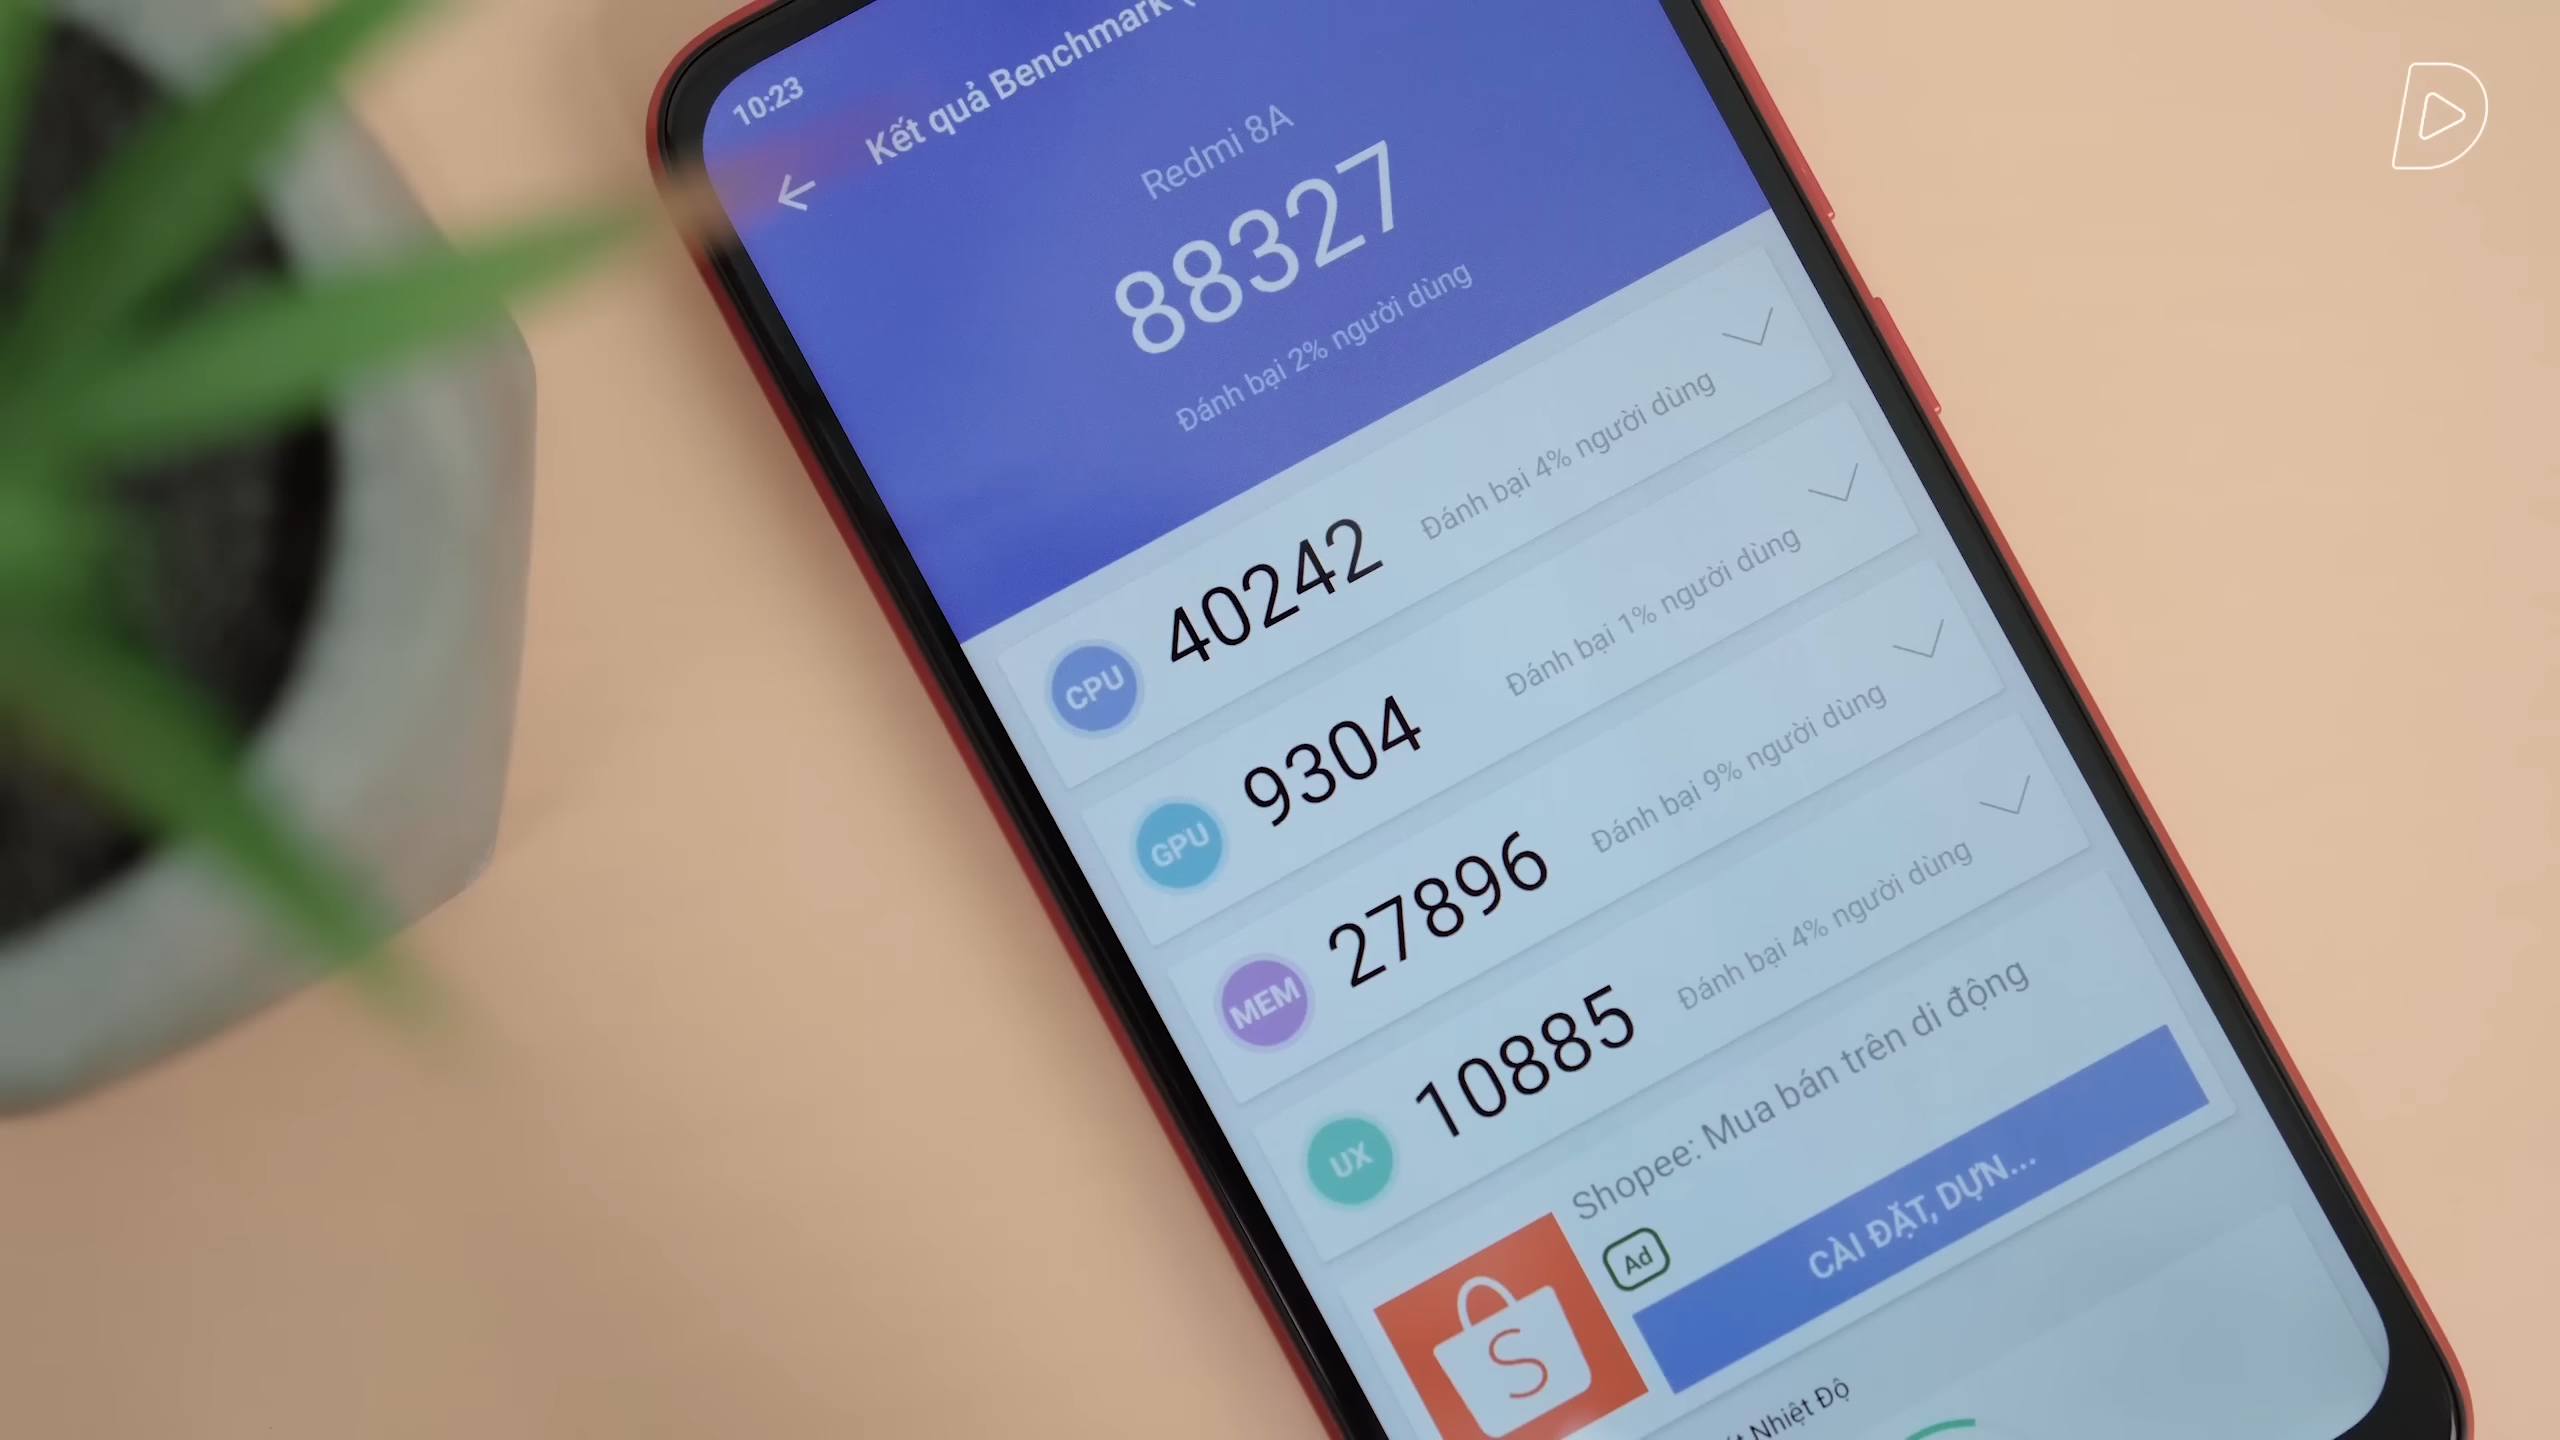 10:23
Kết quả Benchmark
Redmi 8A
88327
Đánh bại 2% người dùng
CPU 40242 Đánh bại 4% người dùng
GPU 9304 Đánh bại 1% người dùng
MEM 27896 Đánh bại 9% người dùng
UX 10885 Đánh bại 4% người dùng
Shopee: Mua bán trên di động
Ad
CÀI ĐẶT, DỰN...
Nhiệt Độ